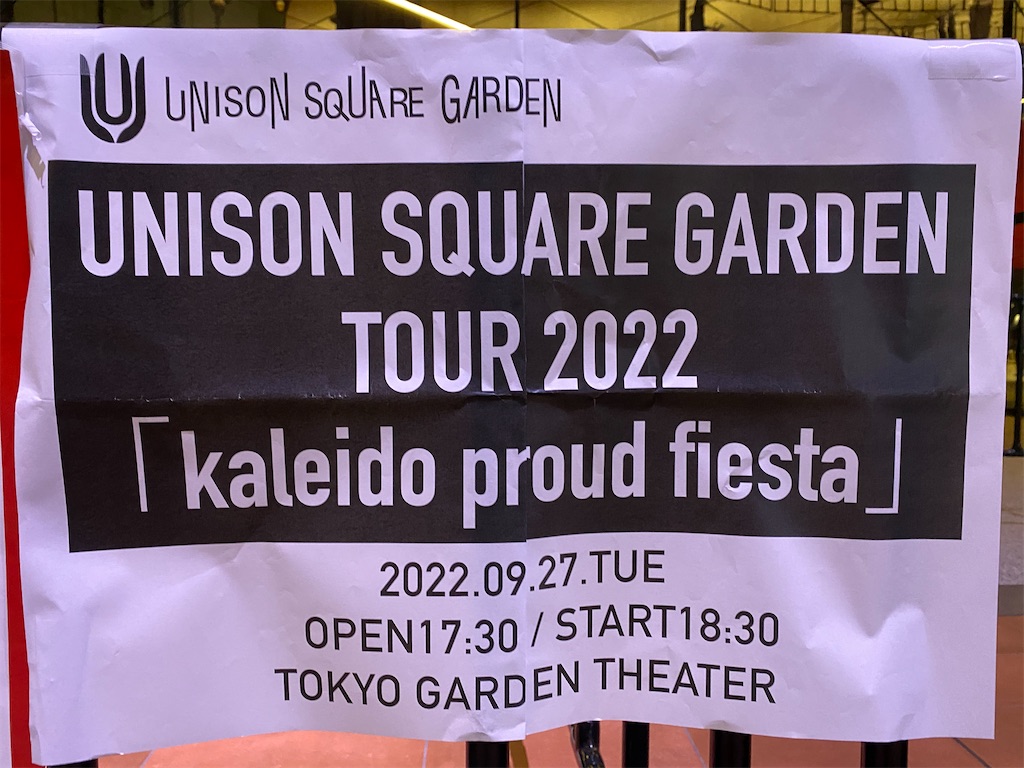 UNISON SQUARE GARDEN
UNISON SQUARE GARDEN
TOUR 2022
「kaleido proud fiesta」
2022.09.27.TUE
OPEN17:30 / START18:30
TOKYO GARDEN THEATER